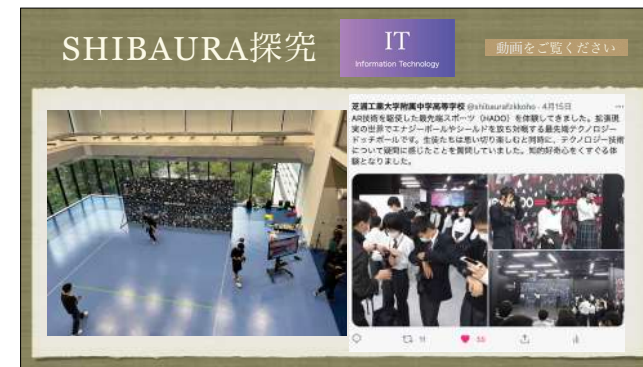 SHIBAURA探究
IT
Information Technology
動画をご覧ください
芝浦工業大学附属中学高等学校 @shibaurafzkkoho · 4月15日
AR技術を駆使した最先端スポーツ（HADO）を体験してきました。拡張現
実の世界でエナジーボールやシールドを放ち対戦する最先端テクノロジー
ドッチボールです。生徒たちは思い切り楽しむと同時に、テクノロジー技術
について疑問に感じたことを質問していました。知的好奇心をくすぐる体
験となりました。